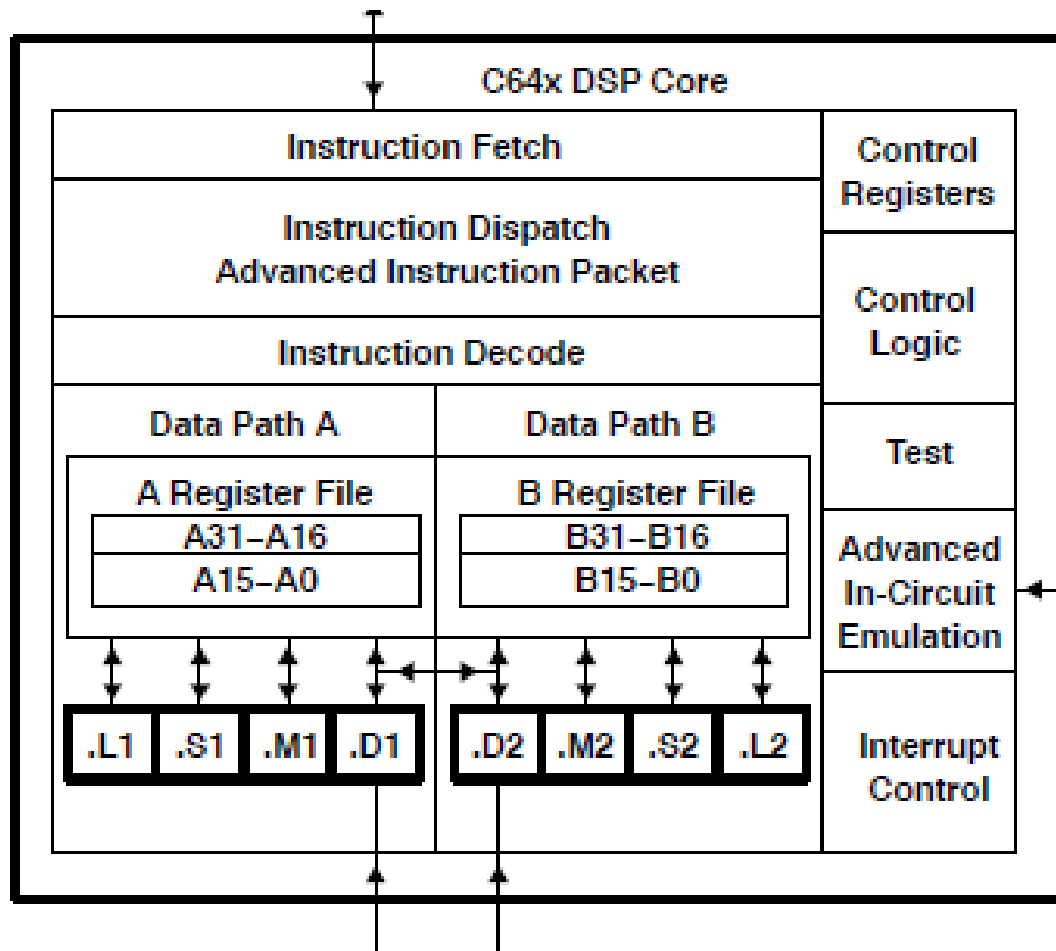 C64x DSP Core
Instruction Fetch
Instruction Dispatch
Advanced Instruction Packet
Instruction Decode
Data Path A
A Register File
A31–A16
A15–A0
.L1
.S1
.M1
.D1
Data Path B
B Register File
B31–B16
B15–B0
.D2
.M2
.S2
.L2
Control
Registers
Control
Logic
Test
Advanced
In-Circuit
Emulation
Interrupt
Control